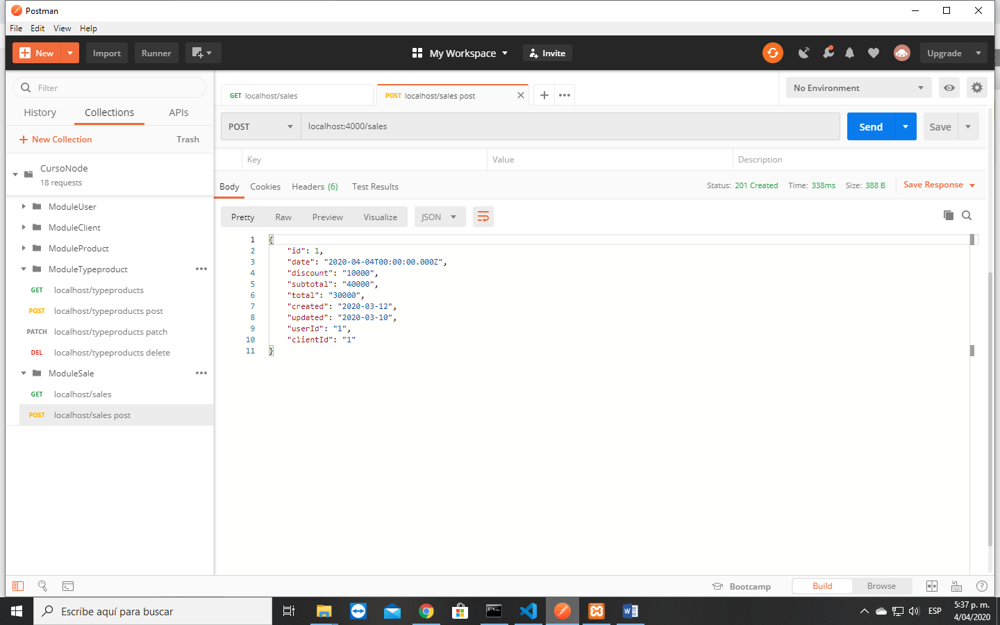 Postman
File Edit View Help
New Import Runner My Workspace Invite Upgrade
Filter
History Collections APIs
New Collection Trash
CursoNode
18 requests
ModuleUser
ModuleClient
ModuleProduct
ModuleTypeproduct
GET localhost/typeproducts
POST localhost/typeproducts post
PATCH localhost/typeproducts patch
DEL localhost/typeproducts delete
ModuleSale
GET localhost/sales
POST localhost/sales post
GET localhost/sales POST localhost/sales post No Environment
POST localhost:4000/sales Send Save
Key Value Description
Body Cookies Headers (6) Test Results Status: 201 Created Time: 338ms Size: 388 B Save Response
Pretty Raw Preview Visualize JSON
1 {
2 "id": 1,
3 "date": "2020-04-04T00:00:00.000Z",
4 "discount": "10000",
5 "subtotal": "40000",
6 "total": "30000",
7 "created": "2020-03-12",
8 "updated": "2020-03-10",
9 "userId": "1",
10 "clientId": "1"
11 }
Bootcamp Build Browse
Escribe aquí para buscar ESP 5:37 p. m.
4/04/2020